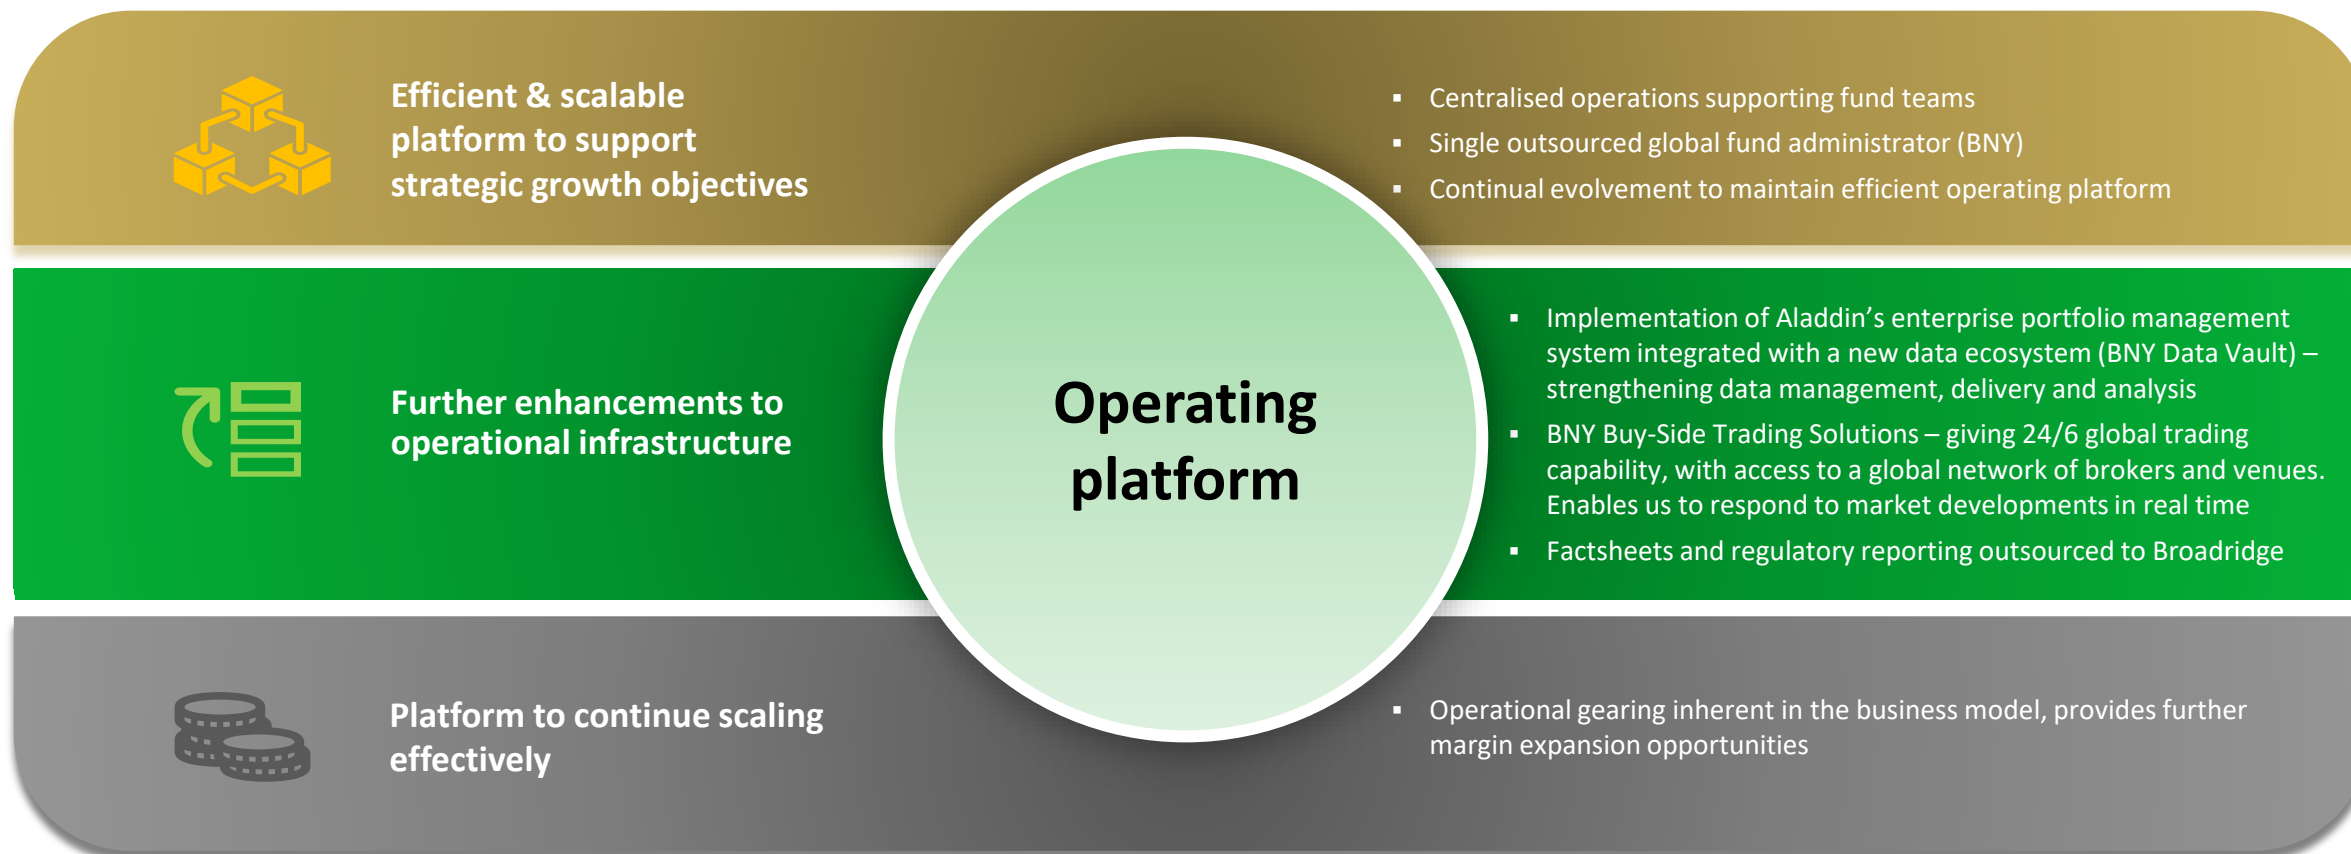 Efficient & scalable
platform to support
strategic growth objectives
▪ Centralised operations supporting fund teams
▪ Single outsourced global fund administrator (BNY)
▪ Continual evolvement to maintain efficient operating platform
Operating
platform
Further enhancements to
operational infrastructure
▪ Implementation of Aladdin’s enterprise portfolio management
system integrated with a new data ecosystem (BNY Data Vault) –
strengthening data management, delivery and analysis
▪ BNY Buy-Side Trading Solutions – giving 24/6 global trading
capability, with access to a global network of brokers and venues.
Enables us to respond to market developments in real time
▪ Factsheets and regulatory reporting outsourced to Broadridge
Platform to continue scaling
effectively
▪ Operational gearing inherent in the business model, provides further
margin expansion opportunities